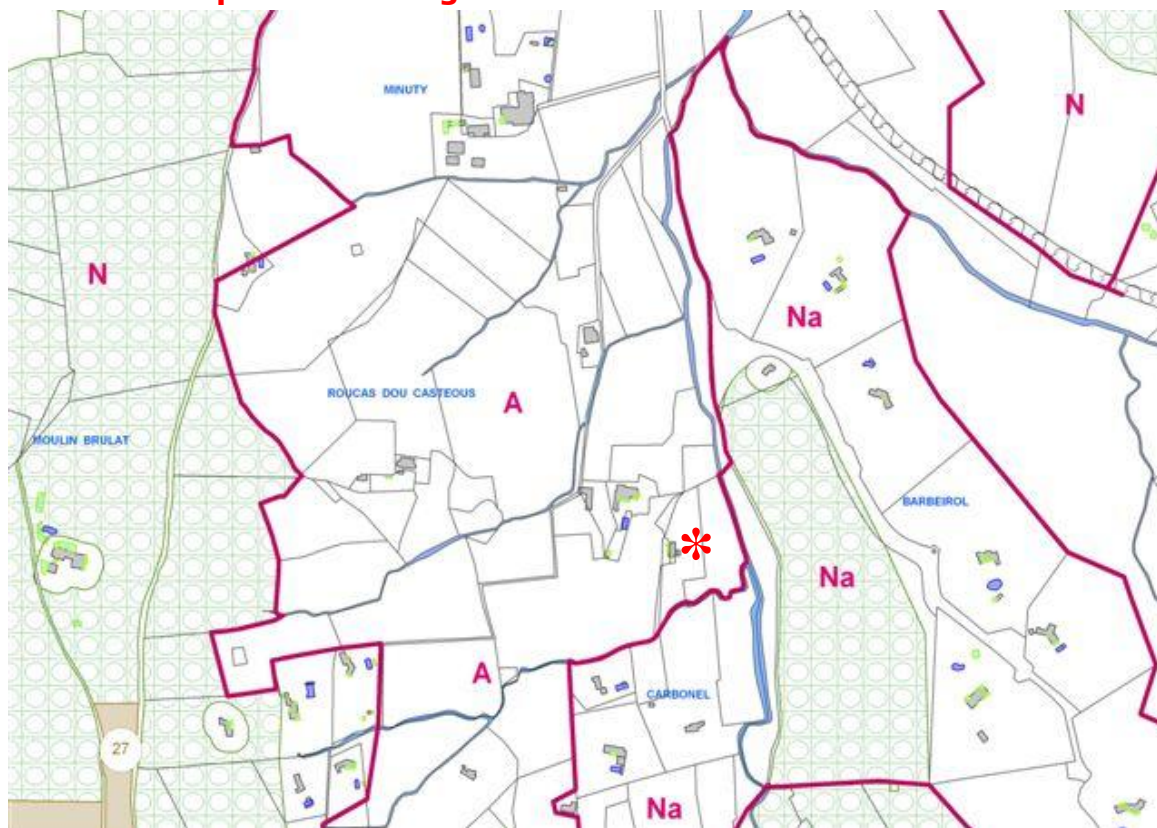 MINUTY
N
N
Na
ROUCAS DOU CASTEOUS
A
MOULIN BRULAT
BARBEIROL
*
Na
A
CARBONEL
27
Na